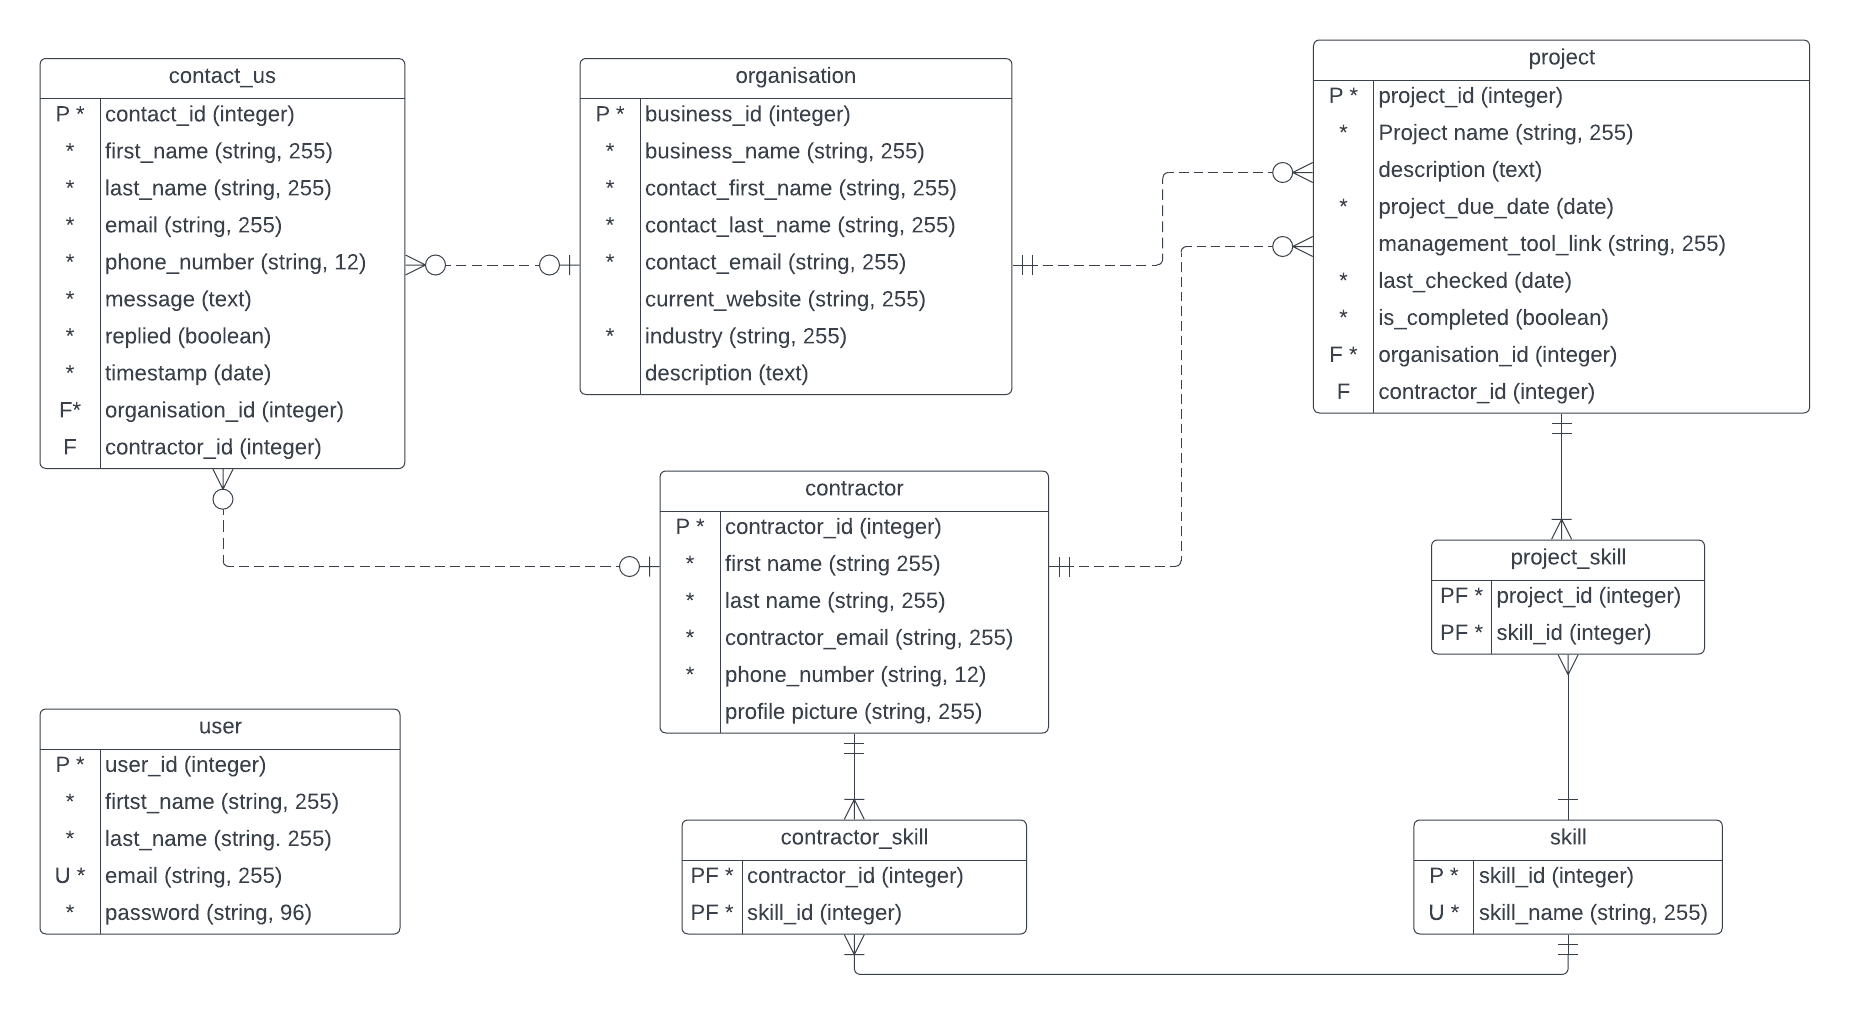 contact_us
P * contact_id (integer)
* first_name (string, 255)
* last_name (string, 255)
* email (string, 255)
* phone_number (string, 12)
* message (text)
* replied (boolean)
* timestamp (date)
F* organisation_id (integer)
F contractor_id (integer)
organisation
P * business_id (integer)
* business_name (string, 255)
* contact_first_name (string, 255)
* contact_last_name (string, 255)
* contact_email (string, 255)
current_website (string, 255)
* industry (string, 255)
description (text)
project
P * project_id (integer)
* Project name (string, 255)
description (text)
* project_due_date (date)
management_tool_link (string, 255)
* last_checked (date)
* is_completed (boolean)
F * organisation_id (integer)
F contractor_id (integer)
contractor
P * contractor_id (integer)
* first name (string 255)
* last name (string, 255)
* contractor_email (string, 255)
* phone_number (string, 12)
profile picture (string, 255)
project_skill
PF * project_id (integer)
PF * skill_id (integer)
user
P * user_id (integer)
* firtst_name (string, 255)
* last_name (string. 255)
U * email (string, 255)
* password (string, 96)
contractor_skill
PF * contractor_id (integer)
PF * skill_id (integer)
skill
P * skill_id (integer)
U * skill_name (string, 255)